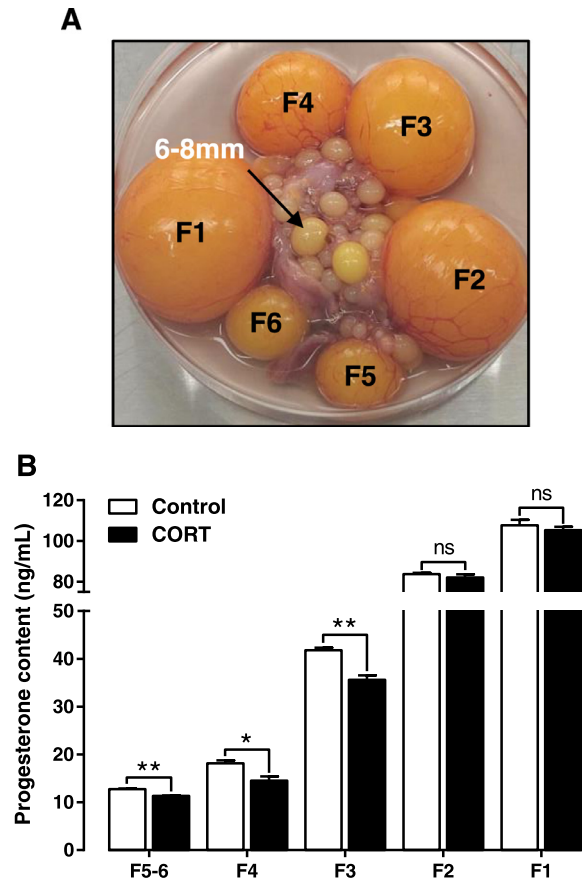 A
F4
F3
6-8mm
F1
F2
F6
F5
B
Progesterone content (ng/mL)
120
100
80
50
40
30
20
10
0
Control
CORT
**
*
**
ns
ns
F5-6
F4
F3
F2
F1